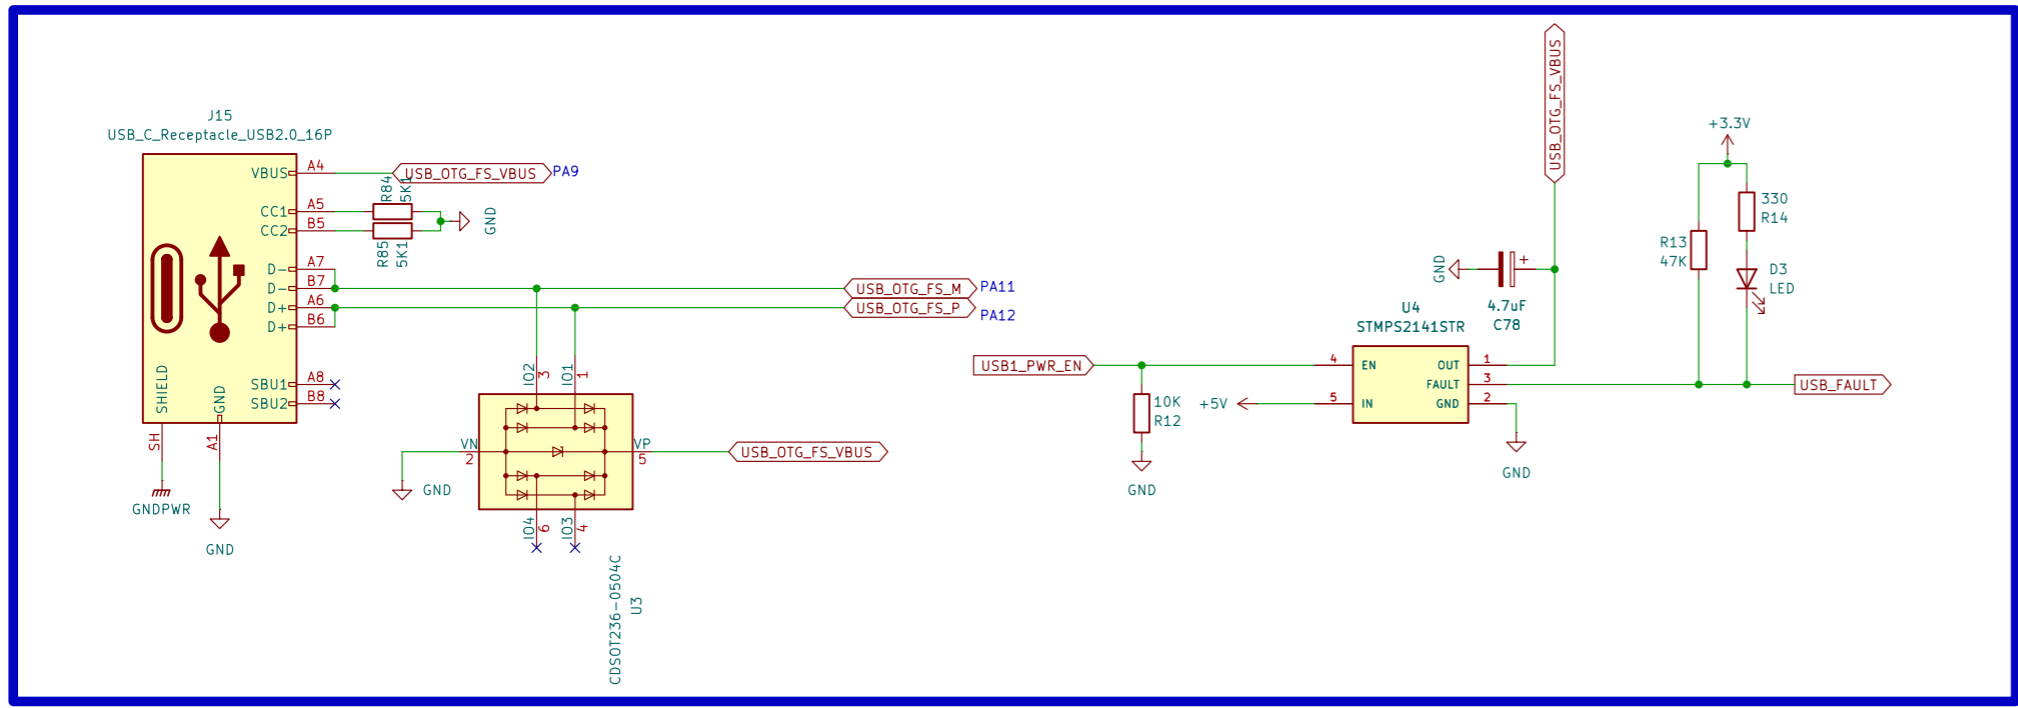 J15
USB_C_Receptacle_USB2.0_16P
VBUS
A4
CC1
A5
CC2
B5
D-
A7
D-
B7
D+
A6
D+
B6
SBU1
A8
SBU2
B8
SHIELD
GND
SH
A1
GNDPWR
GND
USB_OTG_FS_VBUS
PA9
R84
5K1
R85
5K1
GND
USB_OTG_FS_M
PA11
USB_OTG_FS_P
PA12
IO2
3
IO1
1
VN
2
VP
5
IO4
6
IO3
4
GND
USB_OTG_FS_VBUS
CDSOT236-0504C
U3
USB1_PWR_EN
10K
R12
GND
+5V
U4
STMPS2141STR
4
EN
5
IN
OUT
1
FAULT
3
GND
2
GND
USB_OTG_FS_VBUS
GND
+
4.7uF
C78
+3.3V
330
R14
R13
47K
D3
LED
USB_FAULT